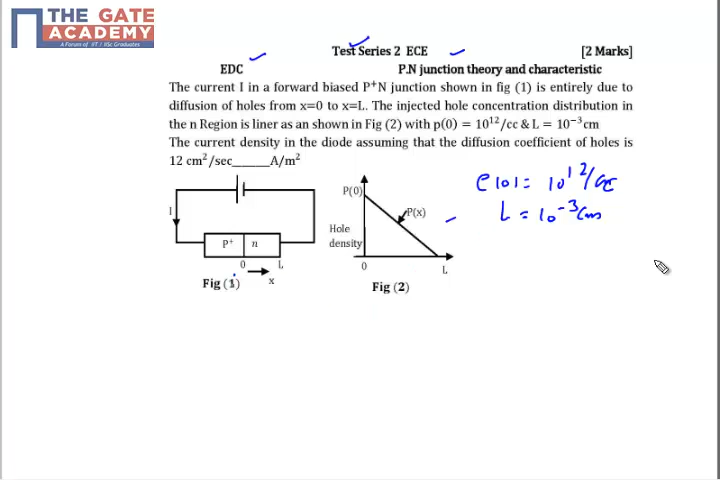 THE GATE
ACADEMY
A Forum of IIT / IISc Graduates
Test Series 2 ECE [2 Marks]
EDC P.N junction theory and characteristic
The current I in a forward biased P⁺N junction shown in fig (1) is entirely due to
diffusion of holes from x=0 to x=L. The injected hole concentration distribution in
the n Region is liner as an shown in Fig (2) with p(0) = 10¹²/cc & L = 10⁻³cm
The current density in the diode assuming that the diffusion coefficient of holes is
12 cm²/sec_____A/m²
P(0) = 10¹²/cc
L = 10⁻³cm
I
P⁺ n
0 L
x
Fig (1)
P(0)
P(x)
Hole
density
0 L
Fig (2)